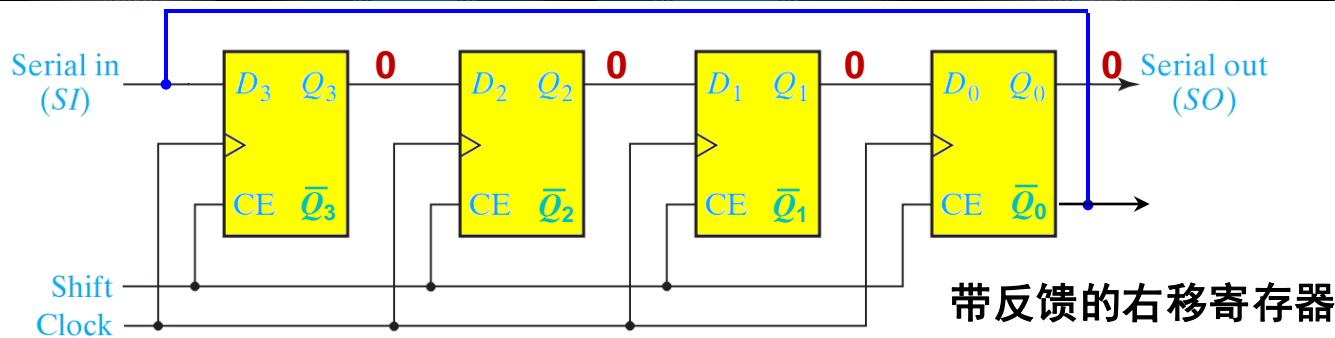 Serial in
(SI)
D₃ Q₃ 0 D₂ Q₂ 0 D₁ Q₁ 0 D₀ Q₀ 0
Serial out
(SO)
CE Q̅₃ CE Q̅₂ CE Q̅₁ CE Q̅₀
Shift
Clock
带反馈的右移寄存器